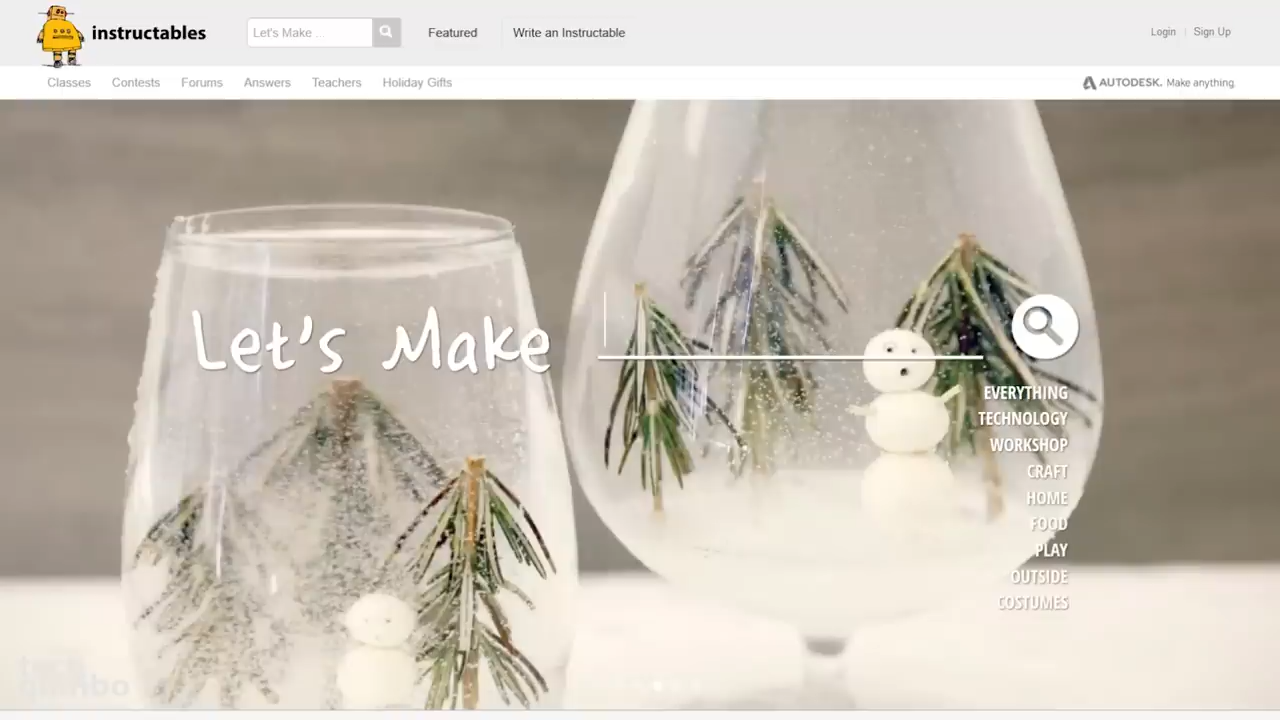 instructables
Let's Make ...
Featured
Write an Instructable
Login
Sign Up
Classes
Contests
Forums
Answers
Teachers
Holiday Gifts
AUTODESK. Make anything.
Let's Make
EVERYTHING
TECHNOLOGY
WORKSHOP
CRAFT
HOME
FOOD
PLAY
OUTSIDE
COSTUMES